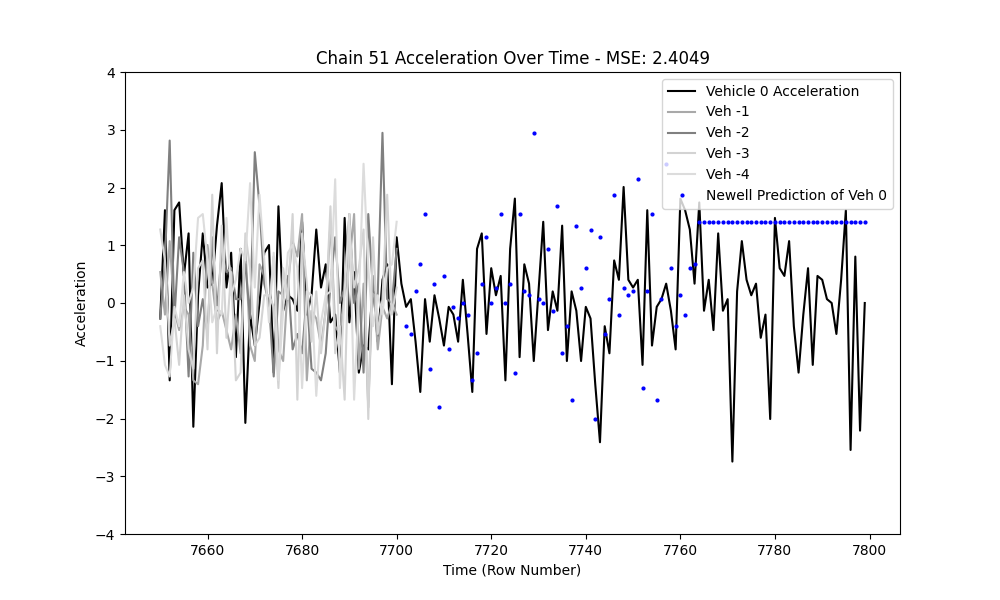 Chain 51 Acceleration Over Time - MSE: 2.4049
4
3
2
1
0
−1
−2
−3
−4
Acceleration
Vehicle 0 Acceleration
Veh -1
Veh -2
Veh -3
Veh -4
Newell Prediction of Veh 0
7660 7680 7700 7720 7740 7760 7780 7800
Time (Row Number)